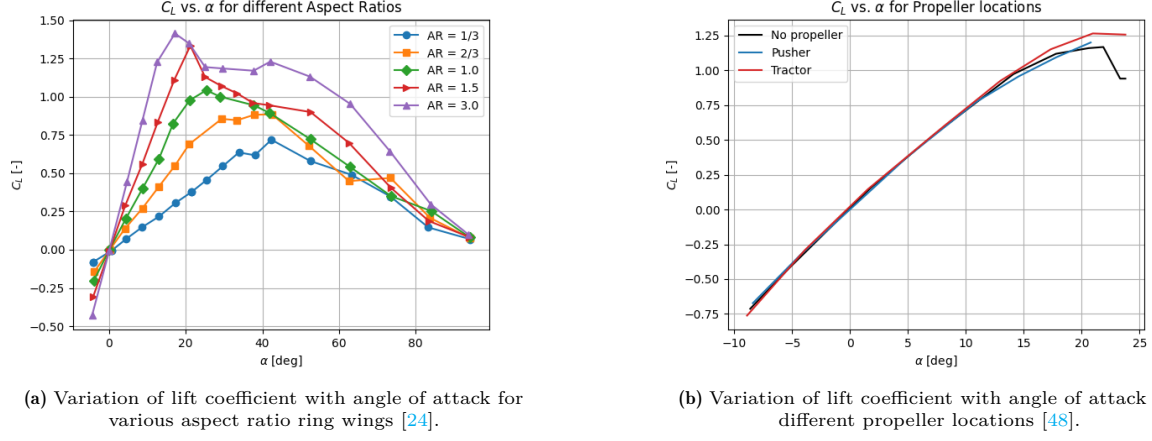 C_L vs. α for different Aspect Ratios
1.50
1.25
1.00
0.75
0.50
0.25
0.00
−0.25
−0.50
C_L [-]
AR = 1/3
AR = 2/3
AR = 1.0
AR = 1.5
AR = 3.0
0
20
40
60
80
α [deg]
(a) Variation of lift coefficient with angle of attack for
various aspect ratio ring wings [24].
C_L vs. α for Propeller locations
1.25
1.00
0.75
0.50
0.25
0.00
−0.25
−0.50
−0.75
C_L [-]
No propeller
Pusher
Tractor
−10
−5
0
5
10
15
20
25
α [deg]
(b) Variation of lift coefficient with angle of attack
different propeller locations [48].